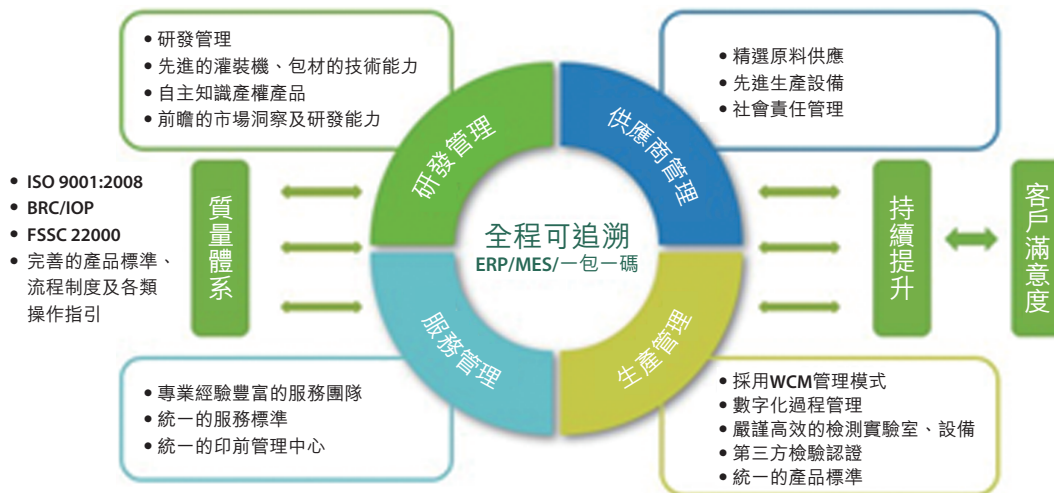 研發管理
先進的灌裝機、包材的技術能力
自主知識產權產品
前瞻的市場洞察及研發能力
精選原料供應
先進生產設備
社會責任管理
ISO 9001:2008
BRC/IOP
FSSC 22000
完善的產品標準、
流程制度及各類
操作指引
質量體系
研發管理
供應商管理
全程可追溯
ERP/MES/一包一碼
服務管理
生產管理
持續提升
客戶滿意度
專業經驗豐富的服務團隊
統一的服務標準
統一的印前管理中心
採用WCM管理模式
數字化過程管理
嚴謹高效的檢測實驗室、設備
第三方檢驗認證
統一的產品標準